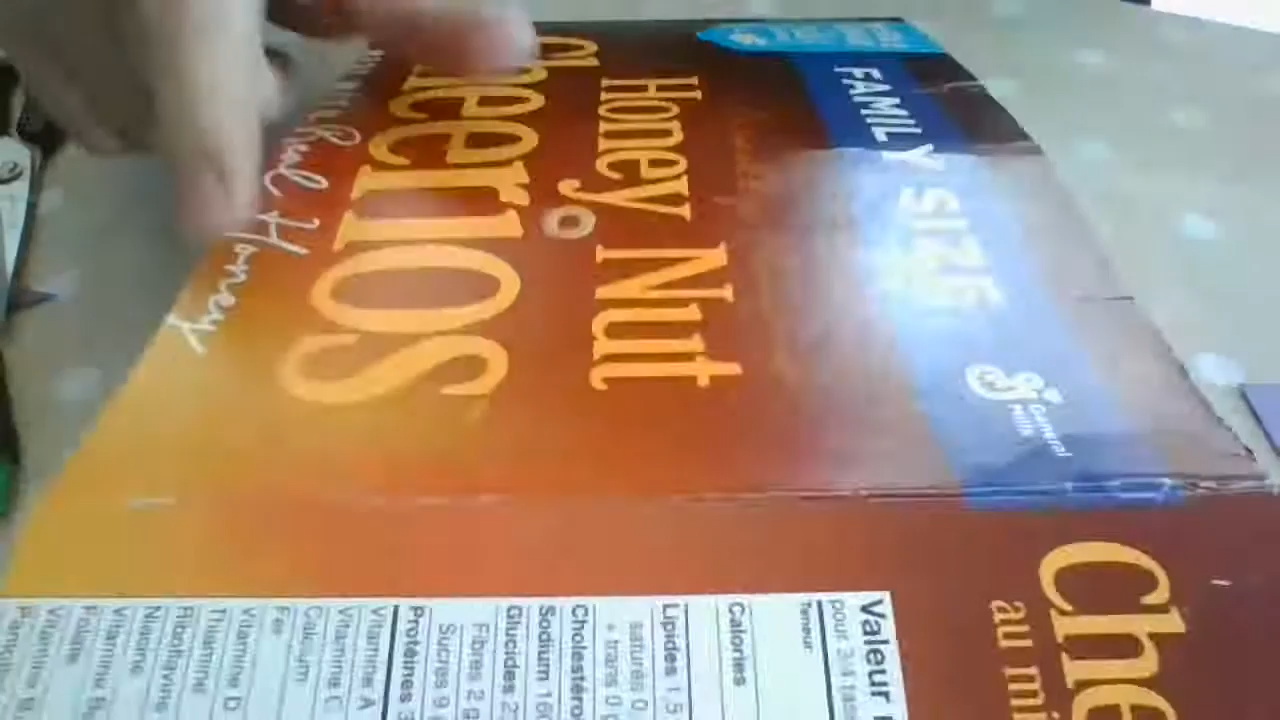 FAMILY SIZE
General
Mills
Honey Nut
Cheerios
Real Honey
Che
au mi
Valeur
pour 3/4 tas
Teneur
Calories
Lipides 1,5
saturés 0
+ trans 0 g
Cholestéro
Sodium 160
Glucides 2
Fibres 2 g
Sucres 9
Protéines 3
Vitamine A
Vitamine C
Calcium
Fer
Vitamine D
Thiamine
Riboflavine
Niacine
Vitamine B
Folate